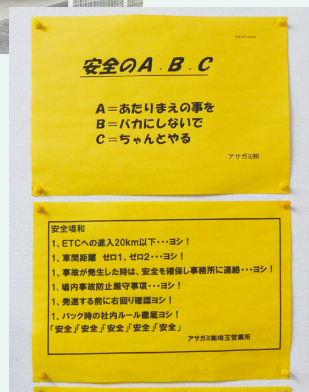 安全のA.B.C
A=あたりまえの事を
B=バカにしないで
C=ちゃんとやる
アサガミ㈱
安全唱和
1、ETCへの進入20km以下・・・ヨシ！
1、車間距離 ゼロ1、ゼロ2・・・ヨシ！
1、事故が発生した時は、安全を確保し事務所に連絡・・・ヨシ！
1、場内事故防止厳守事項・・・ヨシ！
1、発進する前に右回り確認ヨシ！
1、バック時の社内ルール徹底ヨシ！
「安全」「安全」「安全」「安全」「安全」
アサガミ㈱埼玉営業所